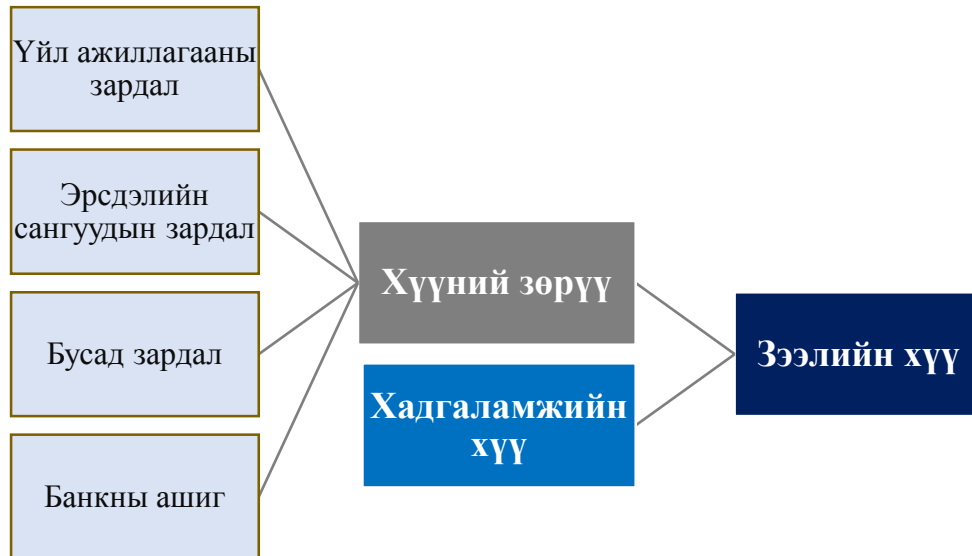 Үйл ажиллагааны
зардал
Эрсдэлийн
сангуудын зардал
Бусад зардал
Банкны ашиг
Хүүний зөрүү
Хадгаламжийн
хүү
Зээлийн хүү